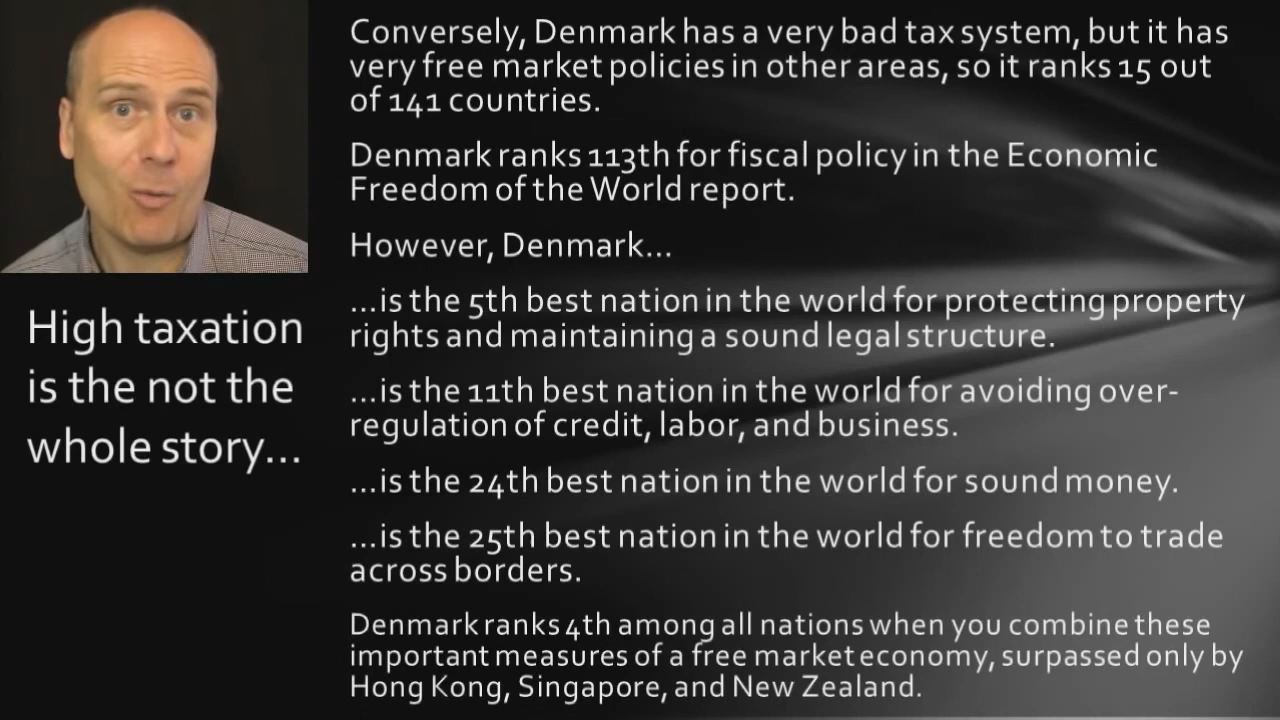 Conversely, Denmark has a very bad tax system, but it has
very free market policies in other areas, so it ranks 15 out
of 141 countries.
Denmark ranks 113th for fiscal policy in the Economic
Freedom of the World report.
However, Denmark...
...is the 5th best nation in the world for protecting property
rights and maintaining a sound legal structure.
...is the 11th best nation in the world for avoiding over-
regulation of credit, labor, and business.
...is the 24th best nation in the world for sound money.
...is the 25th best nation in the world for freedom to trade
across borders.
Denmark ranks 4th among all nations when you combine these
important measures of a free market economy, surpassed only by
Hong Kong, Singapore, and New Zealand.
High taxation
is the not the
whole story...